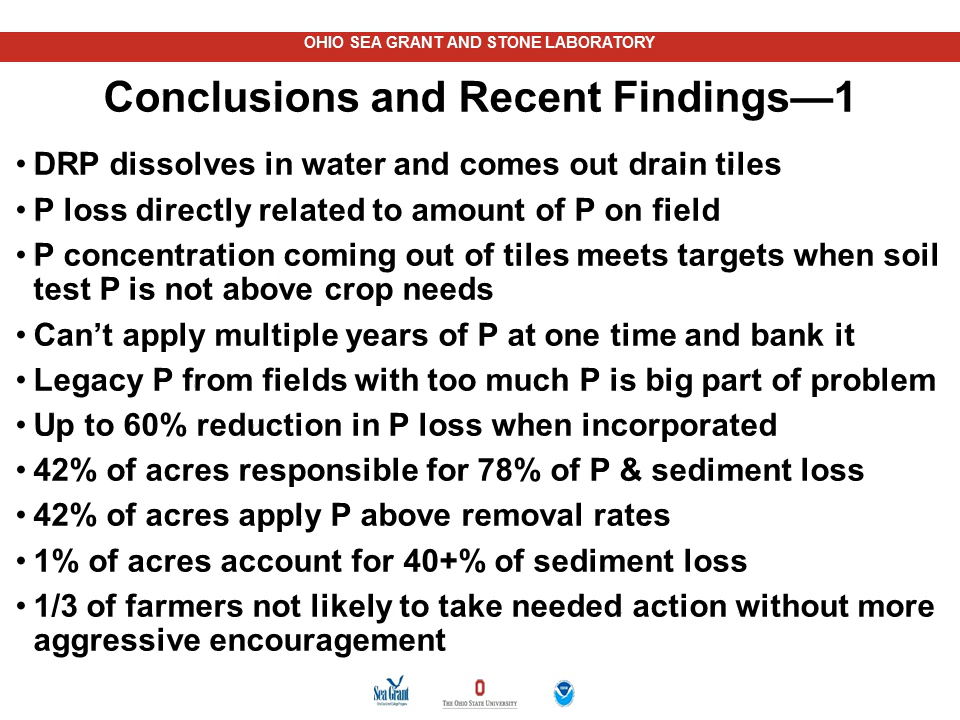 OHIO SEA GRANT AND STONE LABORATORY
Conclusions and Recent Findings—1
• DRP dissolves in water and comes out drain tiles
• P loss directly related to amount of P on field
• P concentration coming out of tiles meets targets when soil
test P is not above crop needs
• Can’t apply multiple years of P at one time and bank it
• Legacy P from fields with too much P is big part of problem
• Up to 60% reduction in P loss when incorporated
• 42% of acres responsible for 78% of P & sediment loss
• 42% of acres apply P above removal rates
• 1% of acres account for 40+% of sediment loss
• 1/3 of farmers not likely to take needed action without more
aggressive encouragement
Sea Grant
THE OHIO STATE UNIVERSITY